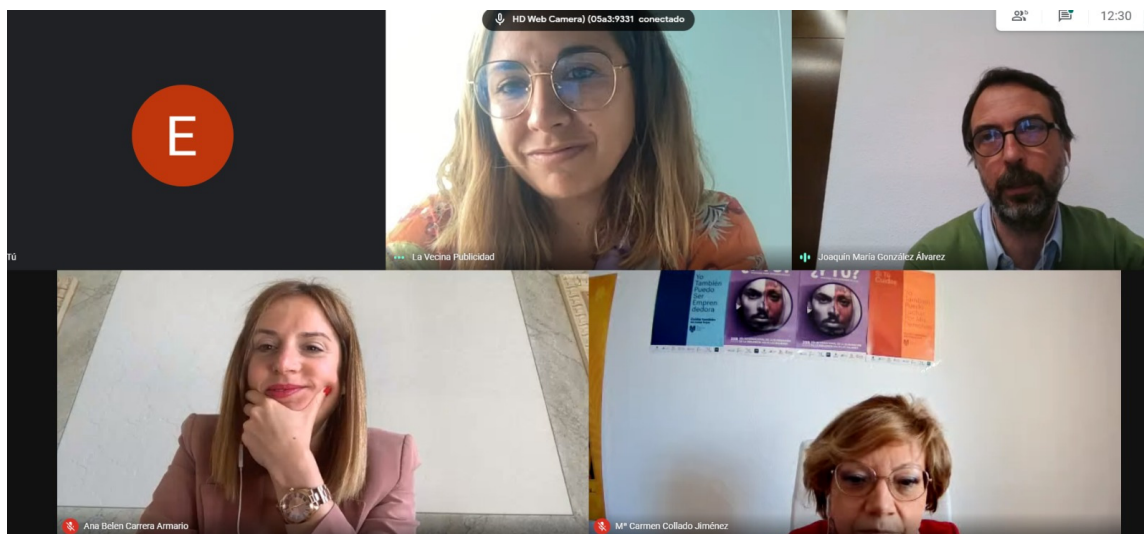 HD Web Camera) (05a3:9331 conectado
12:30
E
Tú
La Vecina Publicidad
Joaquín María González Álvarez
Yo
También
Puedo
Ser
Empren
dedora
¿Y TÚ?
¿Y TÚ?
Ana Belen Carrera Armario
Mª Carmen Collado Jiménez